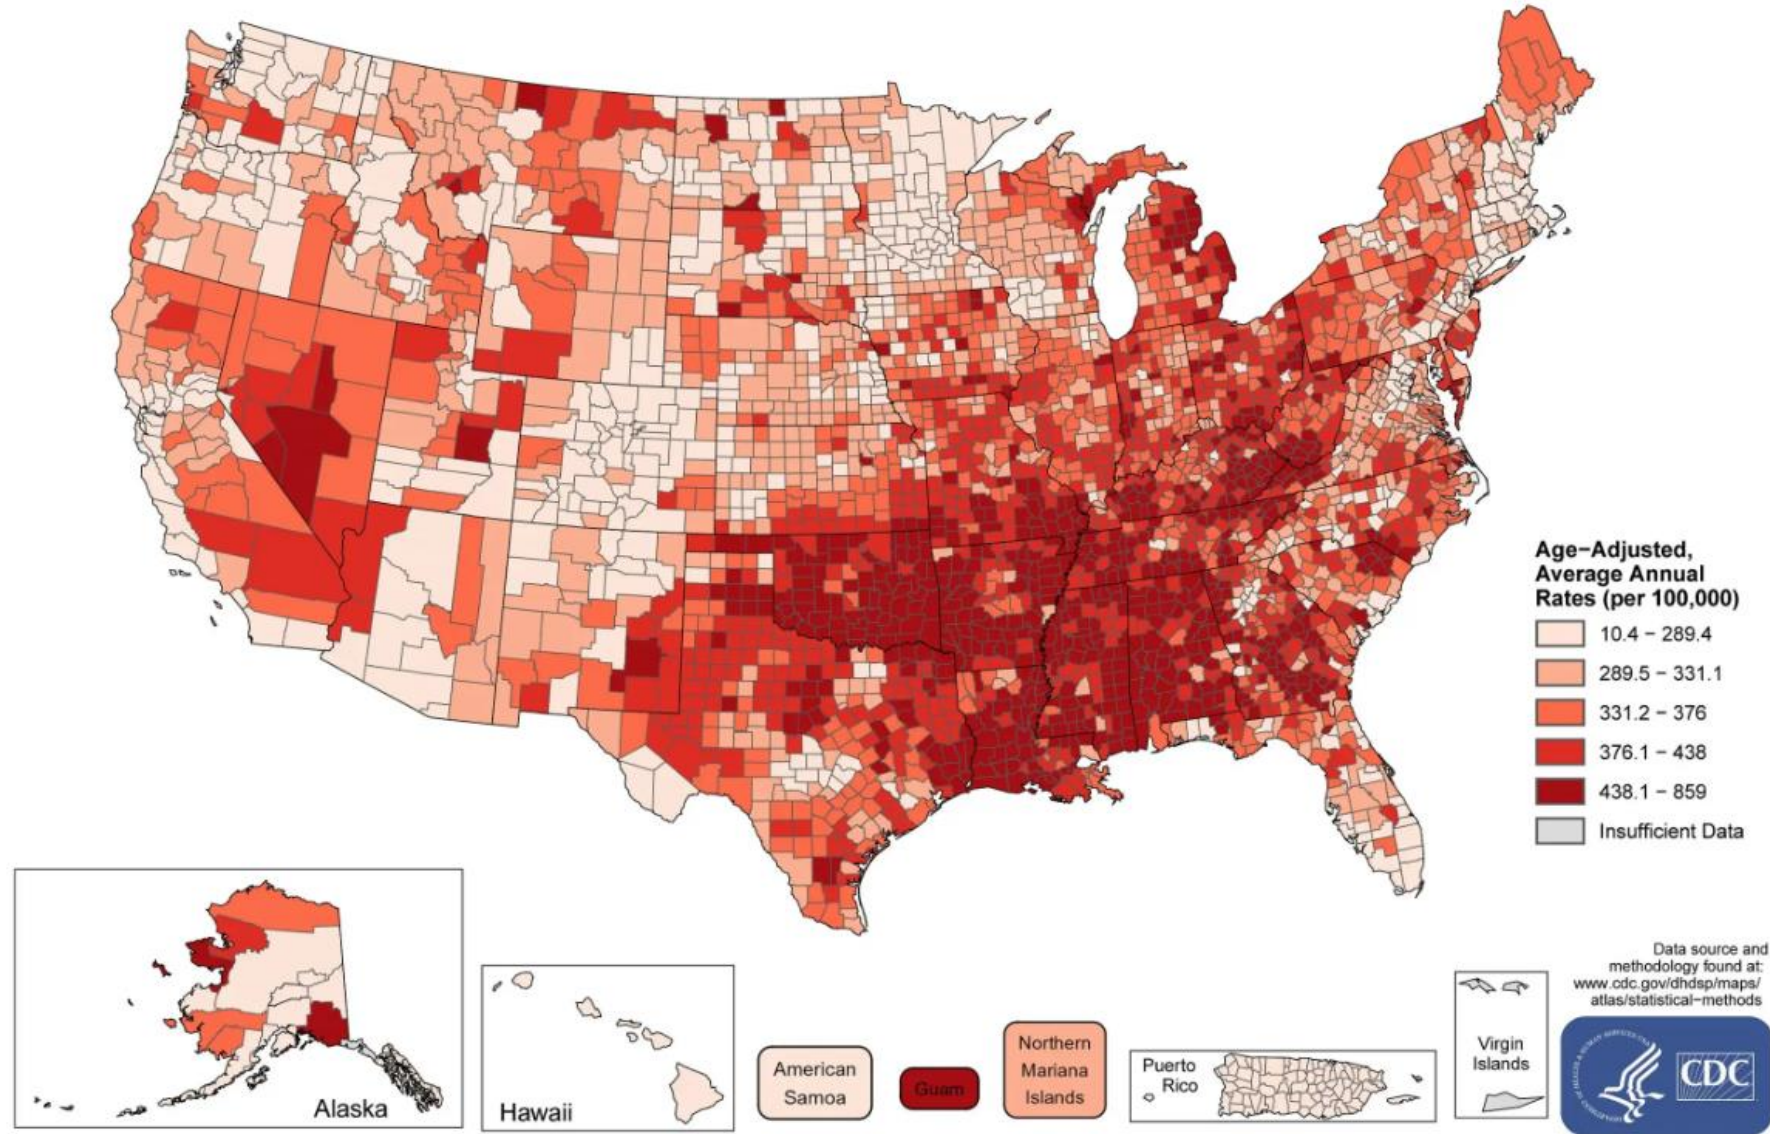 Age-Adjusted,
Average Annual
Rates (per 100,000)
10.4 – 289.4
289.5 – 331.1
331.2 – 376
376.1 – 438
438.1 – 859
Insufficient Data
Alaska
Hawaii
American
Samoa
Guam
Northern
Mariana
Islands
Puerto
Rico
Virgin
Islands
Data source and
methodology found at:
www.cdc.gov/dhdsp/maps/
atlas/statistical-methods
CDC